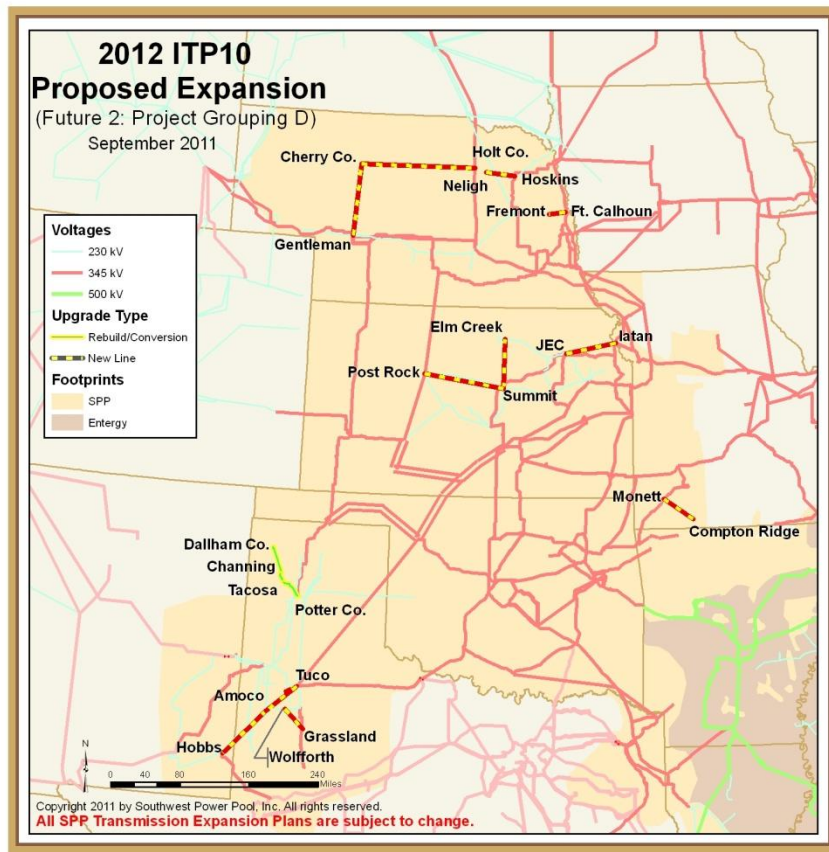 2012 ITP10
Proposed Expansion
(Future 2: Project Grouping D)
September 2011
Cherry Co.
Holt Co.
Neligh
Hoskins
Fremont
Ft. Calhoun
Gentleman
Voltages
230 kV
345 kV
500 kV
Upgrade Type
Rebuild/Conversion
New Line
Footprints
SPP
Entergy
Elm Creek
JEC
Iatan
Post Rock
Summit
Monett
Compton Ridge
Dallham Co.
Channing
Tacosa
Potter Co.
Tuco
Amoco
Grassland
Hobbs
Wolfforth
N
0 40 80 160 240
Miles
Copyright 2011 by Southwest Power Pool, Inc. All rights reserved.
All SPP Transmission Expansion Plans are subject to change.